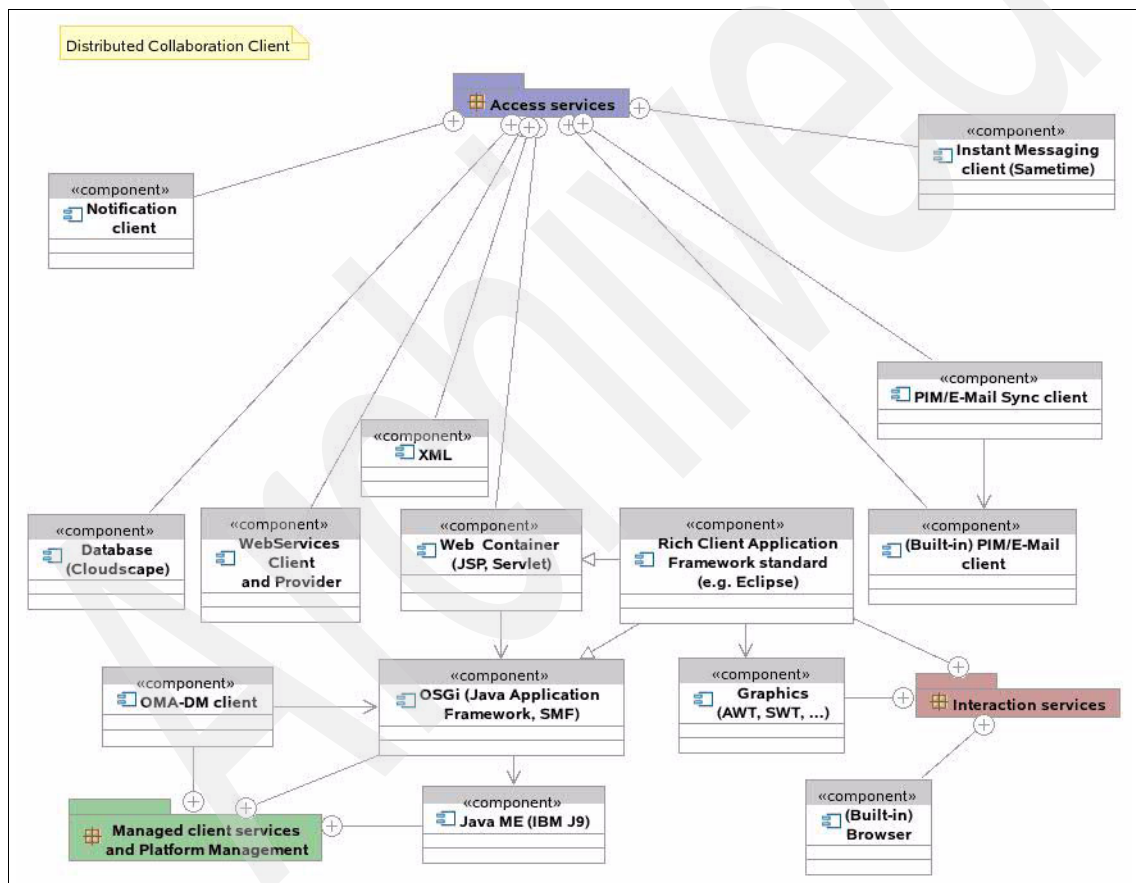 Distributed Collaboration Client
Access services
«component»
Instant Messaging
client (Sametime)
«component»
Notification
client
«component»
PIM/E-Mail Sync client
«component»
XML
«component»
Database
(Cloudscape)
«component»
WebServices
Client
and Provider
«component»
Web Container
(JSP, Servlet)
«component»
Rich Client Application
Framework standard
(e.g. Eclipse)
«component»
(Built-in) PIM/E-Mail
client
«component»
OMA-DM client
«component»
OSGi (Java Application
Framework, SMF)
«component»
Graphics
(AWT, SWT, ...)
Interaction services
«component»
Java ME (IBM J9)
«component»
(Built-in)
Browser
Managed client services
and Platform Management
Archived